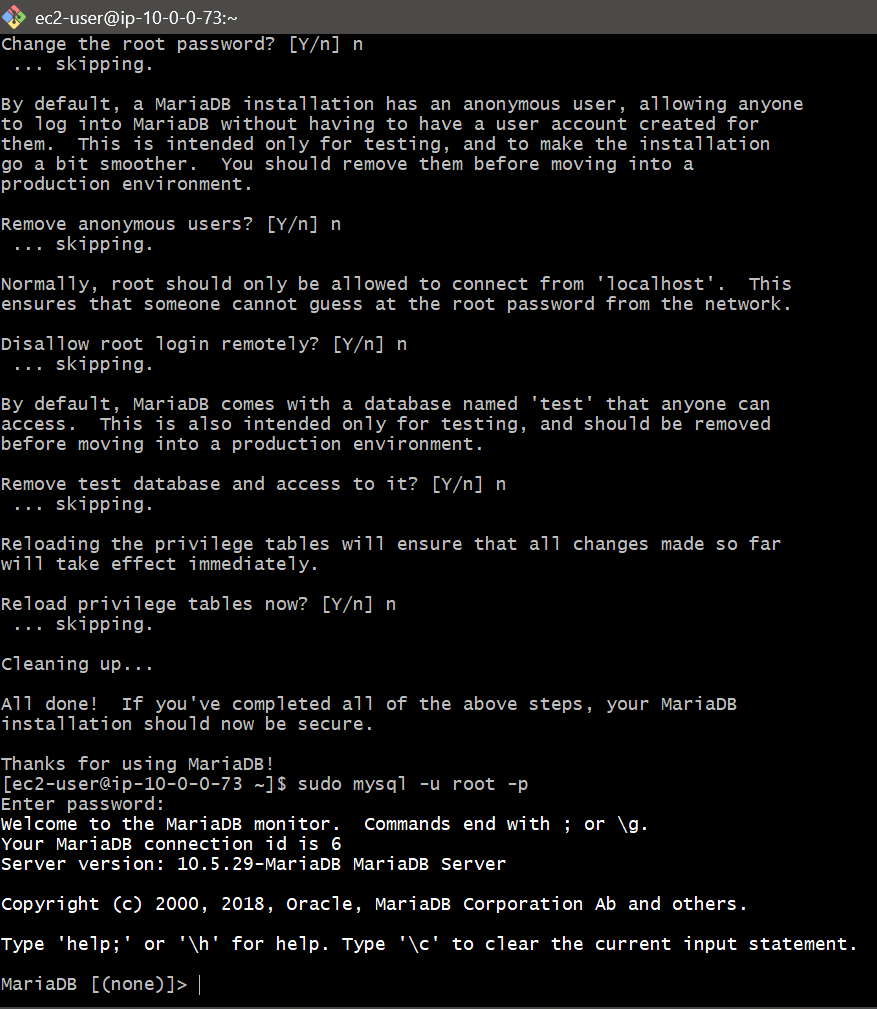 ec2-user@ip-10-0-0-73:~
Change the root password? [Y/n] n
 ... skipping.
By default, a MariaDB installation has an anonymous user, allowing anyone
to log into MariaDB without having to have a user account created for
them.  This is intended only for testing, and to make the installation
go a bit smoother.  You should remove them before moving into a
production environment.
Remove anonymous users? [Y/n] n
 ... skipping.
Normally, root should only be allowed to connect from 'localhost'.  This
ensures that someone cannot guess at the root password from the network.
Disallow root login remotely? [Y/n] n
 ... skipping.
By default, MariaDB comes with a database named 'test' that anyone can
access.  This is also intended only for testing, and should be removed
before moving into a production environment.
Remove test database and access to it? [Y/n] n
 ... skipping.
Reloading the privilege tables will ensure that all changes made so far
will take effect immediately.
Reload privilege tables now? [Y/n] n
 ... skipping.
Cleaning up...
All done!  If you've completed all of the above steps, your MariaDB
installation should now be secure.
Thanks for using MariaDB!
[ec2-user@ip-10-0-0-73 ~]$ sudo mysql -u root -p
Enter password:
Welcome to the MariaDB monitor.  Commands end with ; or \g.
Your MariaDB connection id is 6
Server version: 10.5.29-MariaDB MariaDB Server
Copyright (c) 2000, 2018, Oracle, MariaDB Corporation Ab and others.
Type 'help;' or '\h' for help. Type '\c' to clear the current input statement.
MariaDB [(none)]>